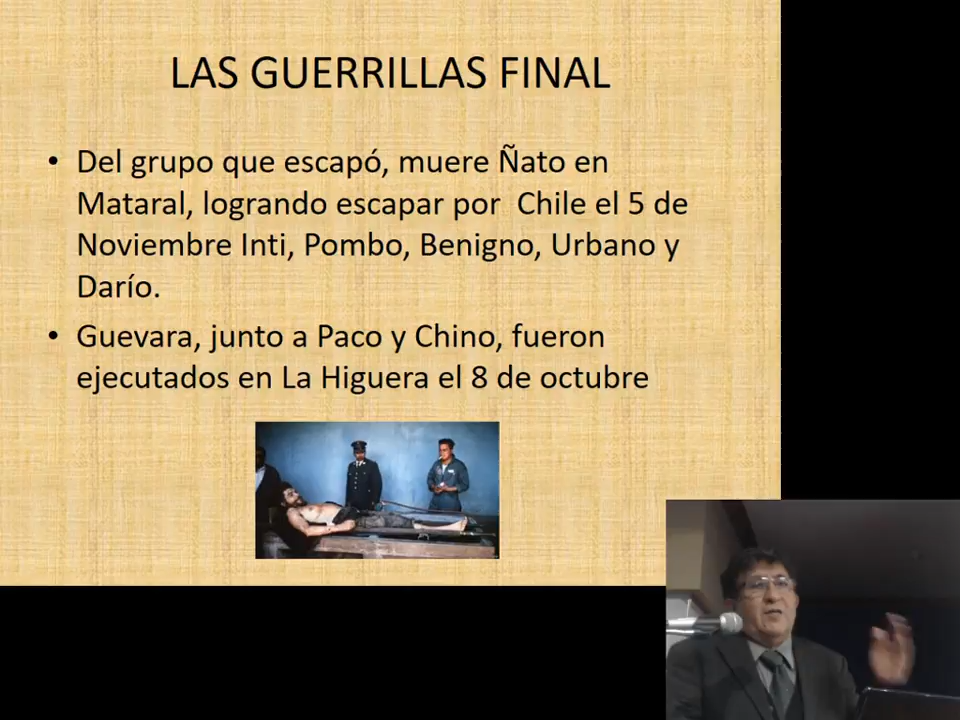 LAS GUERRILLAS FINAL
• Del grupo que escapó, muere Ñato en
Mataral, logrando escapar por Chile el 5 de
Noviembre Inti, Pombo, Benigno, Urbano y
Darío.
• Guevara, junto a Paco y Chino, fueron
ejecutados en La Higuera el 8 de octubre